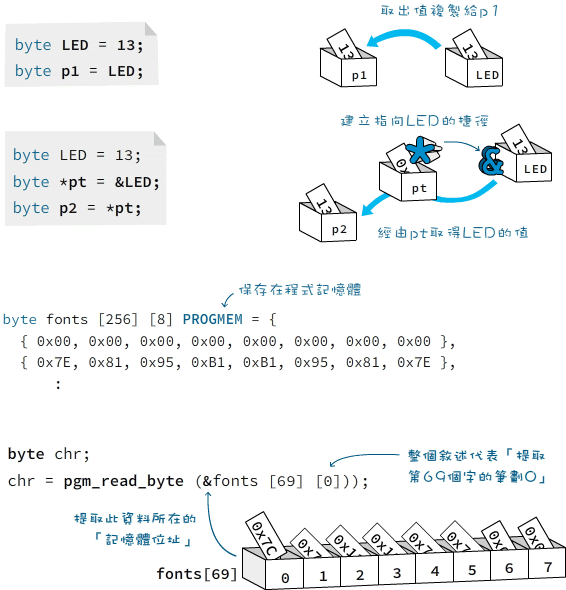 取出值複製給p1
byte LED = 13;
byte p1 = LED;
13
p1
13
LED
建立指向LED的捷徑
byte LED = 13;
byte *pt = &LED;
byte p2 = *pt;
*
&
13
pt
LED
13
p2
經由pt取得LED的值
保存在程式記憶體
byte fonts [256] [8] PROGMEM = {
{ 0x00, 0x00, 0x00, 0x00, 0x00, 0x00, 0x00, 0x00 },
{ 0x7E, 0x81, 0x95, 0xB1, 0xB1, 0x95, 0x81, 0x7E },
:
byte chr;
chr = pgm_read_byte (&fonts [69] [0]));
整個敘述代表「提取
第69個字的筆劃0」
提取此資料所在的
「記憶體位址」
0x7C
fonts[69]
0 1 2 3 4 5 6 7